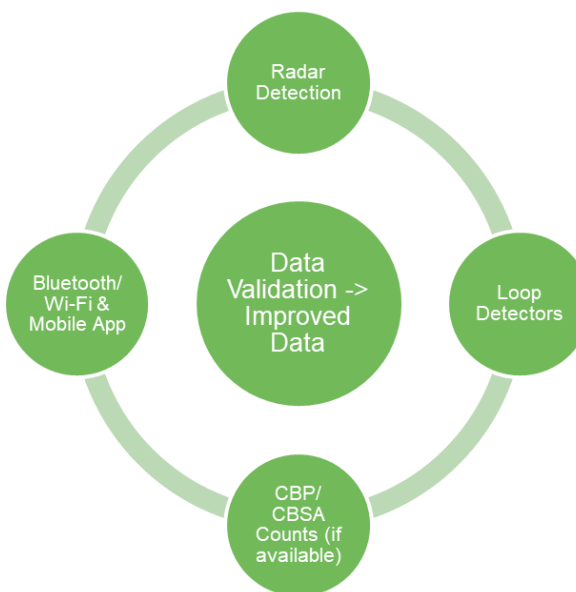 Radar
Detection
Data
Validation ->
Improved
Data
Bluetooth/
Wi-Fi &
Mobile App
Loop
Detectors
CBP/
CBSA
Counts (if
available)